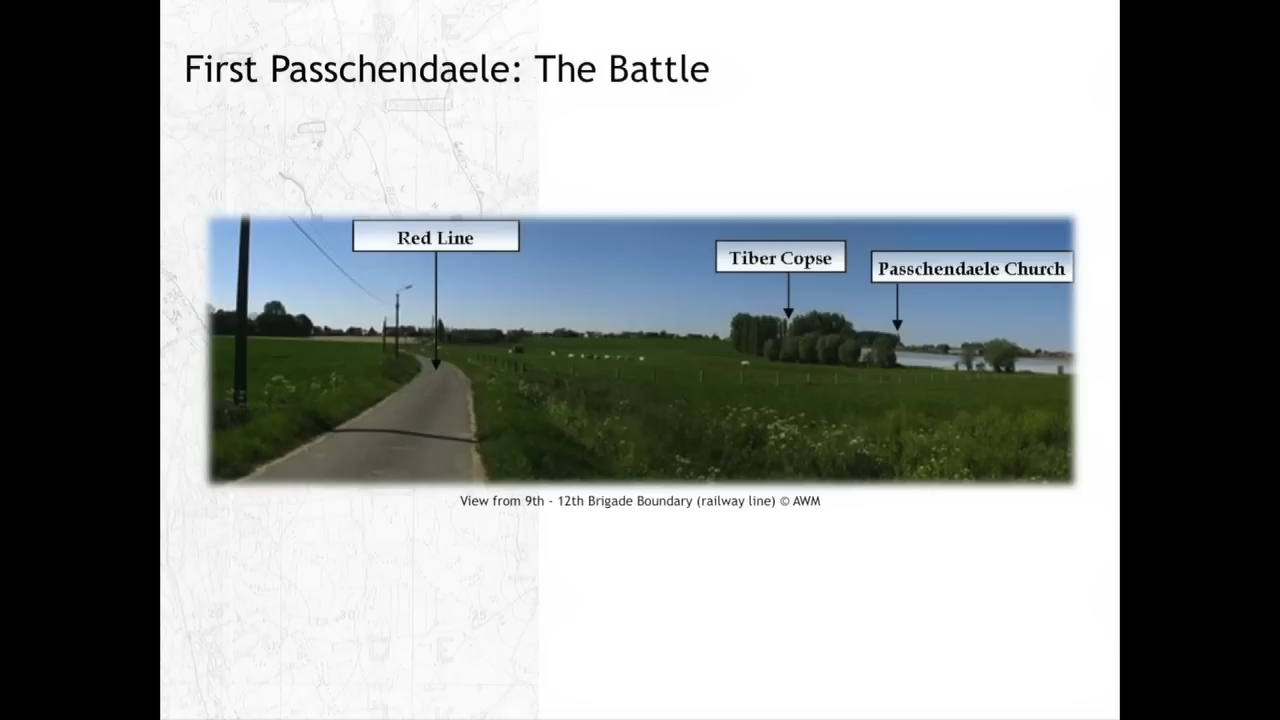 First Passchendaele: The Battle
Red Line
Tiber Copse
Passchendaele Church
View from 9th - 12th Brigade Boundary (railway line) © AWM